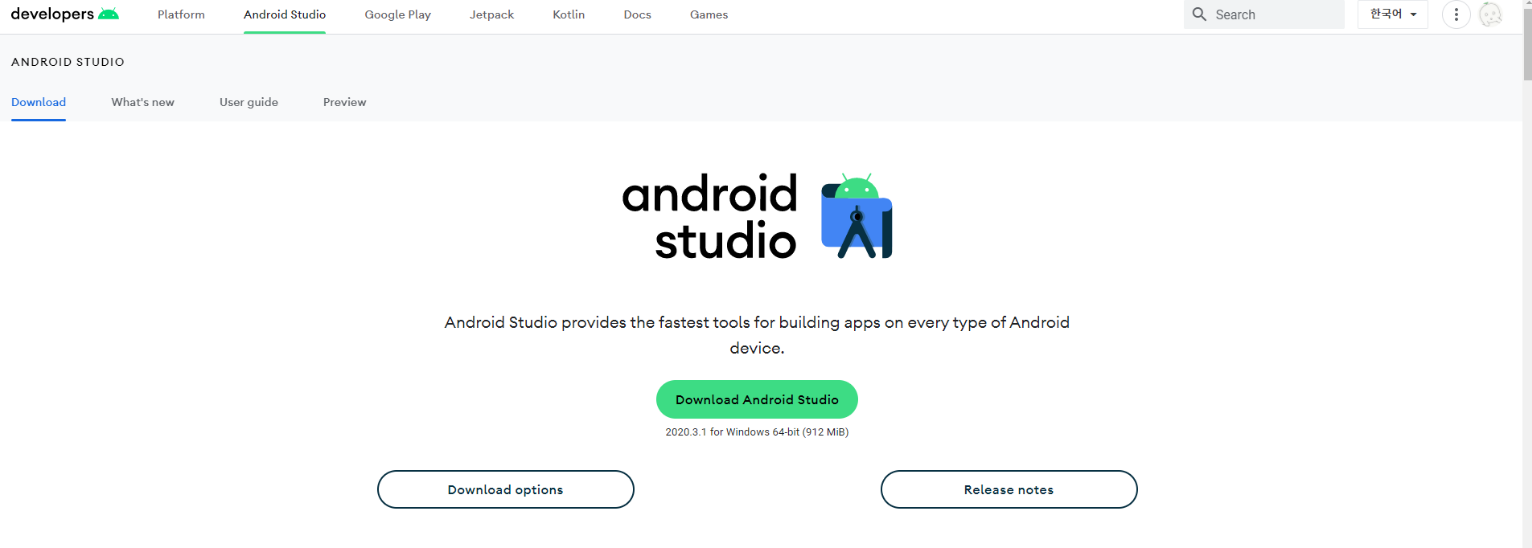 developers Platform Android Studio Google Play Jetpack Kotlin Docs Games Search 한국어
ANDROID STUDIO
Download What's new User guide Preview
android
studio
Android Studio provides the fastest tools for building apps on every type of Android
device.
Download Android Studio
2020.3.1 for Windows 64-bit (912 MiB)
Download options Release notes